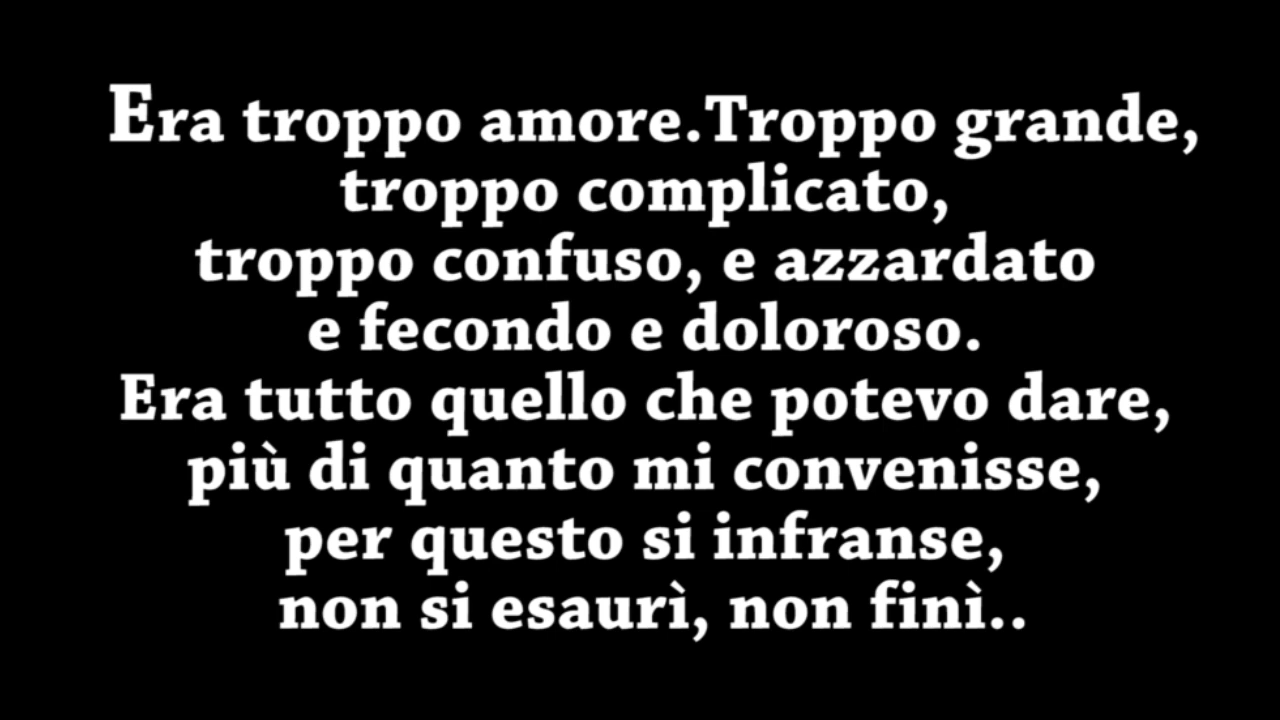 Era troppo amore.Troppo grande,
troppo complicato,
troppo confuso, e azzardato
e fecondo e doloroso.
Era tutto quello che potevo dare,
più di quanto mi convenisse,
per questo si infranse,
non si esaurì, non finì..